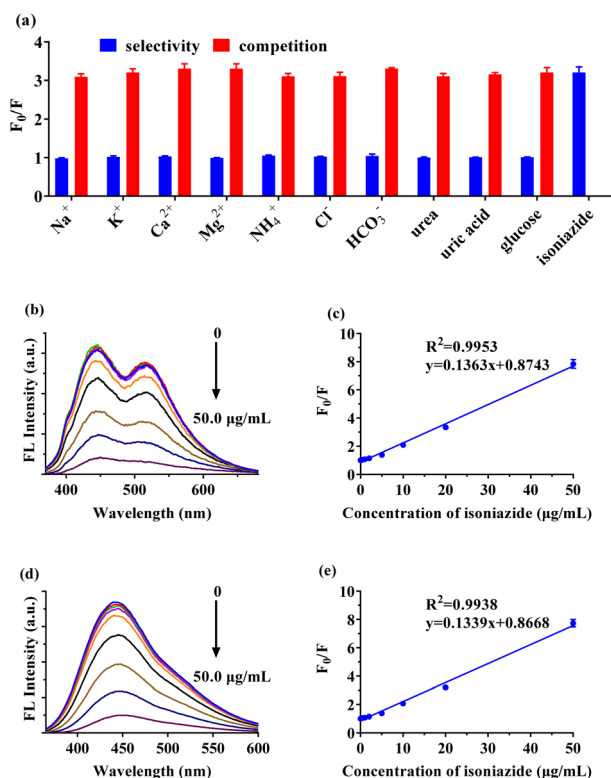 (a)
selectivity competition
F₀/F
4
3
2
1
0
Na⁺ K⁺ Ca²⁺ Mg²⁺ NH₄⁺ Cl⁻ HCO₃⁻ urea uric acid glucose isoniazide
(b)
FL Intensity (a.u.)
0
50.0 μg/mL
400 450 500 550 600
Wavelength (nm)
(c)
F₀/F
10
8
6
4
2
0
R²=0.9953
y=0.1363x+0.8743
0 10 20 30 40 50
Concentration of isoniazide (μg/mL)
(d)
FL Intensity (a.u.)
0
50.0 μg/mL
400 450 500 550 600
Wavelength (nm)
(e)
F₀/F
10
8
6
4
2
0
R²=0.9938
y=0.1339x+0.8668
0 10 20 30 40 50
Concentration of isoniazide (μg/mL)